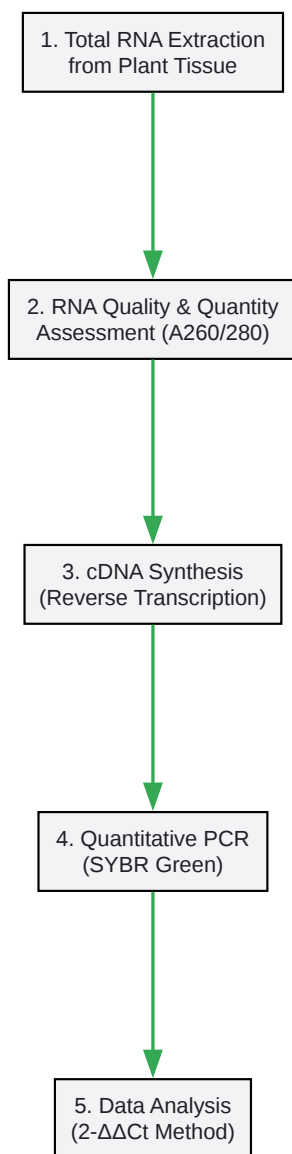 1. Total RNA Extraction
from Plant Tissue
2. RNA Quality & Quantity
Assessment (A260/280)
3. cDNA Synthesis
(Reverse Transcription)
4. Quantitative PCR
(SYBR Green)
5. Data Analysis
(2-ΔΔCt Method)